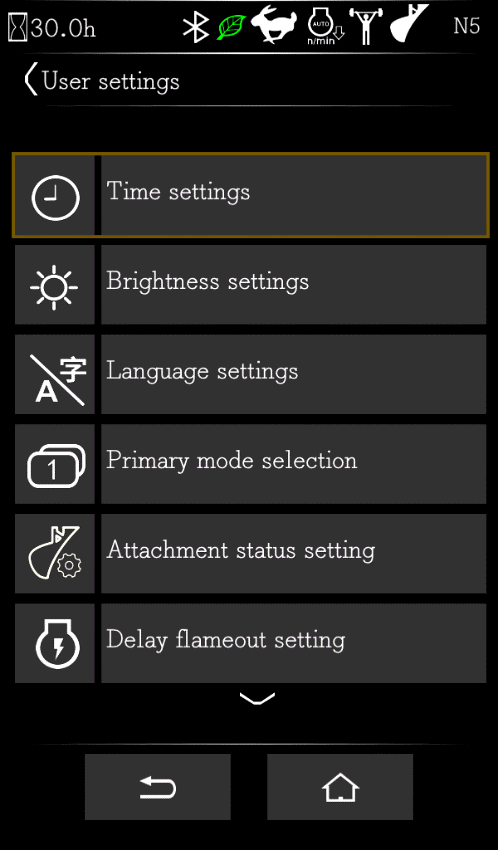 30.0h
AUTO
n/min
N5
User settings
Time settings
Brightness settings
字
A
Language settings
1
Primary mode selection
Attachment status setting
Delay flameout setting